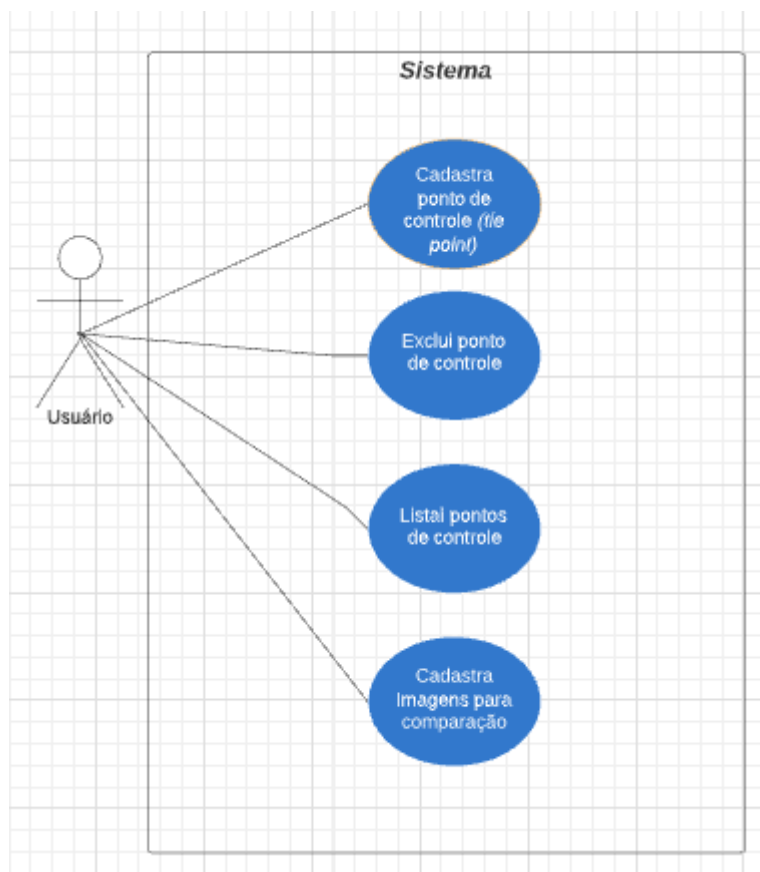 Sistema
Cadastra
ponto de
controle (tie
point)
Exclui ponto
de controle
Usuário
Listai pontos
de controle
Cadastra
Imagens para
comparação